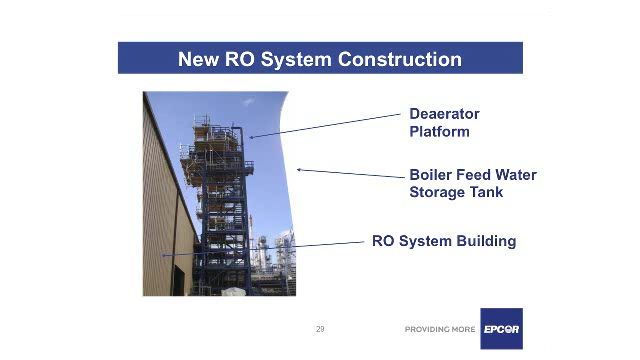 New RO System Construction
Deaerator
Platform
Boiler Feed Water
Storage Tank
RO System Building
29
PROVIDING MORE
EPCOR